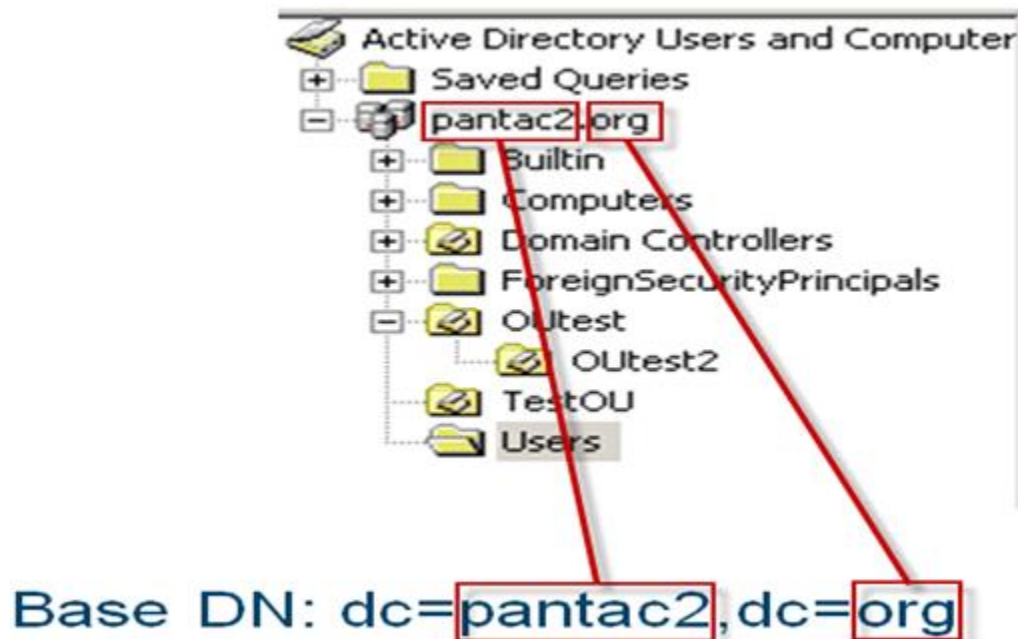 Active Directory Users and Computer
Saved Queries
pantac2.org
Builtin
Computers
Domain Controllers
ForeignSecurityPrincipals
OUtest
OUtest2
TestOU
Users
Base DN: dc=pantac2,dc=org